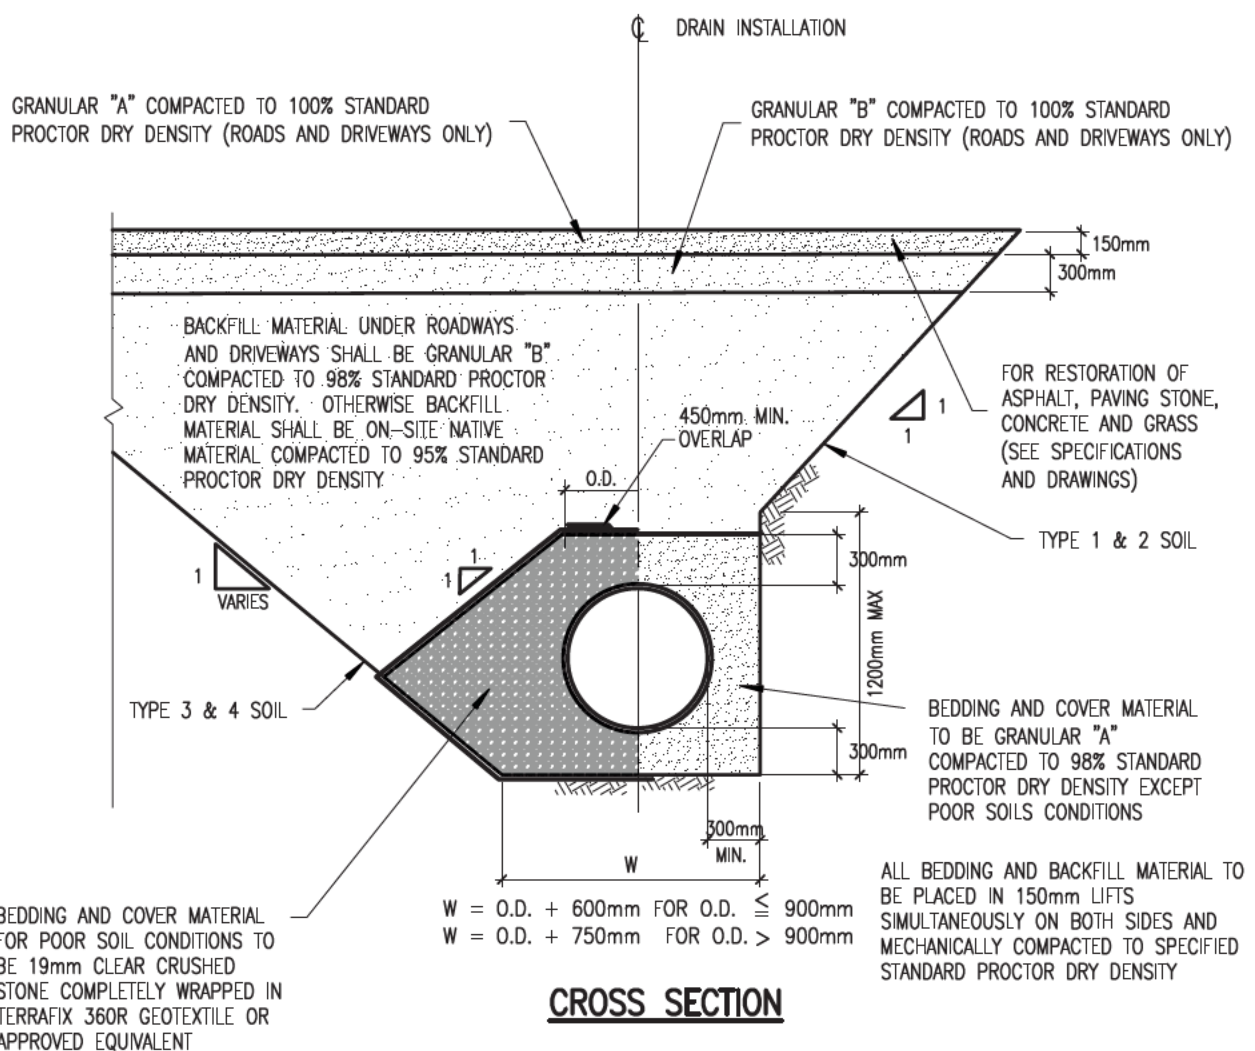 ℄ DRAIN INSTALLATION
GRANULAR "A" COMPACTED TO 100% STANDARD
PROCTOR DRY DENSITY (ROADS AND DRIVEWAYS ONLY)
GRANULAR "B" COMPACTED TO 100% STANDARD
PROCTOR DRY DENSITY (ROADS AND DRIVEWAYS ONLY)
150mm
300mm
BACKFILL MATERIAL UNDER ROADWAYS
AND DRIVEWAYS SHALL BE GRANULAR "B"
COMPACTED TO 98% STANDARD PROCTOR
DRY DENSITY. OTHERWISE BACKFILL
MATERIAL SHALL BE ON-SITE NATIVE
MATERIAL COMPACTED TO 95% STANDARD
PROCTOR DRY DENSITY
450mm MIN.
OVERLAP
O.D.
1
1
FOR RESTORATION OF
ASPHALT, PAVING STONE,
CONCRETE AND GRASS
(SEE SPECIFICATIONS
AND DRAWINGS)
TYPE 1 & 2 SOIL
1
VARIES
1
1
300mm
1200mm MAX
300mm
TYPE 3 & 4 SOIL
BEDDING AND COVER MATERIAL
TO BE GRANULAR "A"
COMPACTED TO 98% STANDARD
PROCTOR DRY DENSITY EXCEPT
POOR SOILS CONDITIONS
300mm
MIN.
W
W = O.D. + 600mm FOR O.D. ≦ 900mm
W = O.D. + 750mm FOR O.D. > 900mm
ALL BEDDING AND BACKFILL MATERIAL TO
BE PLACED IN 150mm LIFTS
SIMULTANEOUSLY ON BOTH SIDES AND
MECHANICALLY COMPACTED TO SPECIFIED
STANDARD PROCTOR DRY DENSITY
BEDDING AND COVER MATERIAL
FOR POOR SOIL CONDITIONS TO
BE 19mm CLEAR CRUSHED
STONE COMPLETELY WRAPPED IN
TERRAFIX 360R GEOTEXTILE OR
APPROVED EQUIVALENT
CROSS SECTION